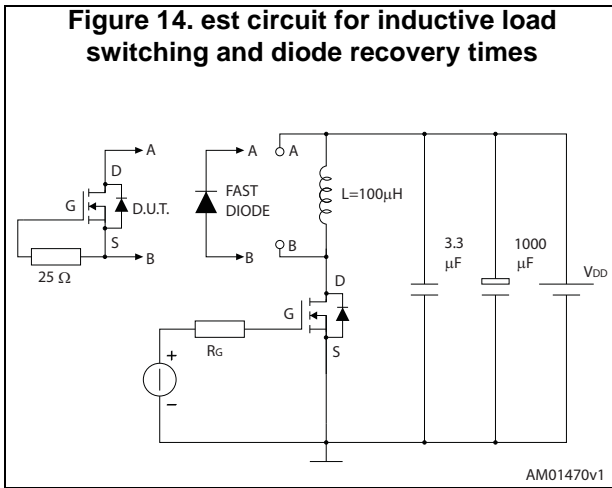 Figure 14. est circuit for inductive load
switching and diode recovery times
A
D
G
D.U.T.
S
B
25 Ω
A
FAST
DIODE
B
A
L=100μH
B
D
G
S
RG
+
–
3.3
μF
1000
μF
VDD
AM01470v1